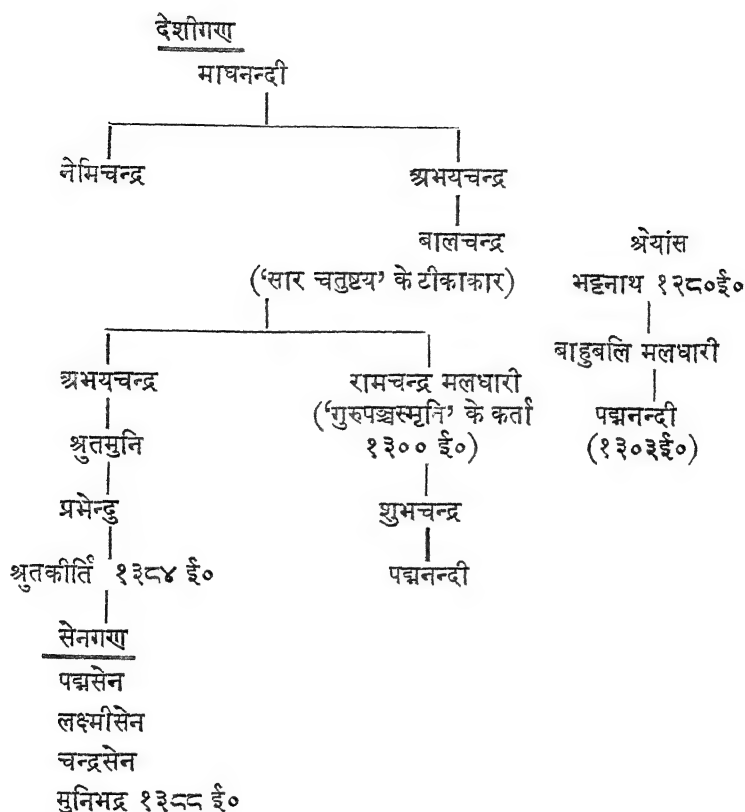 देशीगण
माघनन्दी
नेमिचन्द्र अभयचन्द्र
बालचन्द्र श्रेयांस
('सार चतुष्टय' के टीकाकार) भट्टनाथ १२८०ई०
बाहुबलि मलधारी
अभयचन्द्र रामचन्द्र मलधारी
('गुरुपञ्चस्मृति' के कर्ता पद्मनन्दी
श्रुतमुनि १३०० ई०) (१३०३ई०)
प्रभेन्दु शुभचन्द्र
श्रुतकीर्ति १३८४ ई० पद्मनन्दी
सेनगण
पद्मसेन
लक्ष्मीसेन
चन्द्रसेन
मुनिभद्र १३८८ ई०